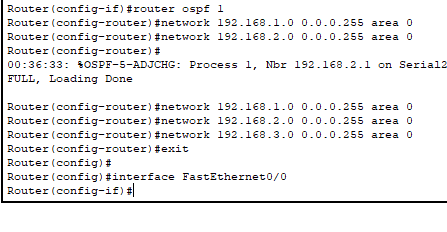 Router(config-if)#router ospf 1
Router(config-router)#network 192.168.1.0 0.0.0.255 area 0
Router(config-router)#network 192.168.2.0 0.0.0.255 area 0
Router(config-router)#
00:36:33: %OSPF-5-ADJCHG: Process 1, Nbr 192.168.2.1 on Serial2
FULL, Loading Done
Router(config-router)#network 192.168.1.0 0.0.0.255 area 0
Router(config-router)#network 192.168.2.0 0.0.0.255 area 0
Router(config-router)#network 192.168.3.0 0.0.0.255 area 0
Router(config-router)#exit
Router(config)#
Router(config)#interface FastEthernet0/0
Router(config-if)#